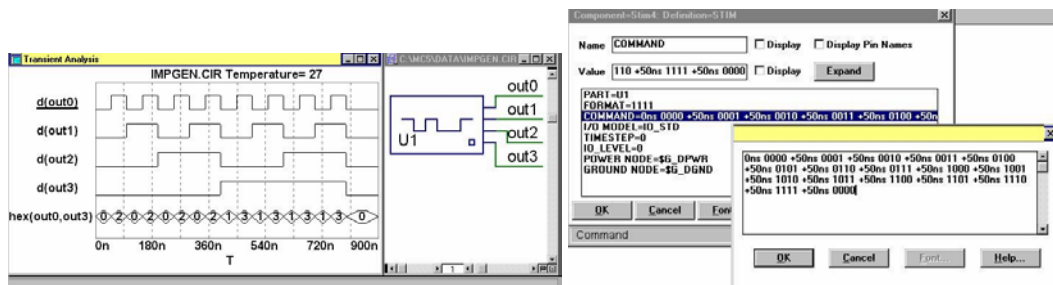 Transient Analysis
IMPGEN.CIR Temperature= 27
d(out0)
d(out1)
d(out2)
d(out3)
hex(out0,out3)
0 2 0 2 0 2 0 2 1 3 1 3 1 3 1 3 0
0n 180n 360n 540n 720n 900n
T
C:\MC5\DATA\IMPGEN.CIR
out0
out1
out2
out3
U1
1
Component=Stim4: Definition=STIM
Name COMMAND Display Display Pin Names
Value 110 +50ns 1111 +50ns 0000 Display Expand
PART=U1
FORMAT=1111
COMMAND=0ns 0000 +50ns 0001 +50ns 0010 +50ns 0011 +50ns 0100 +50n
I/O MODEL=IO_STD
TIMESTEP=0
IO_LEVEL=0
POWER NODE=$G_DPWR
GROUND NODE=$G_DGND
OK Cancel Fon
Command
0ns 0000 +50ns 0001 +50ns 0010 +50ns 0011 +50ns 0100
+50ns 0101 +50ns 0110 +50ns 0111 +50ns 1000 +50ns 1001
+50ns 1010 +50ns 1011 +50ns 1100 +50ns 1101 +50ns 1110
+50ns 1111 +50ns 0000
OK Cancel Font... Help...